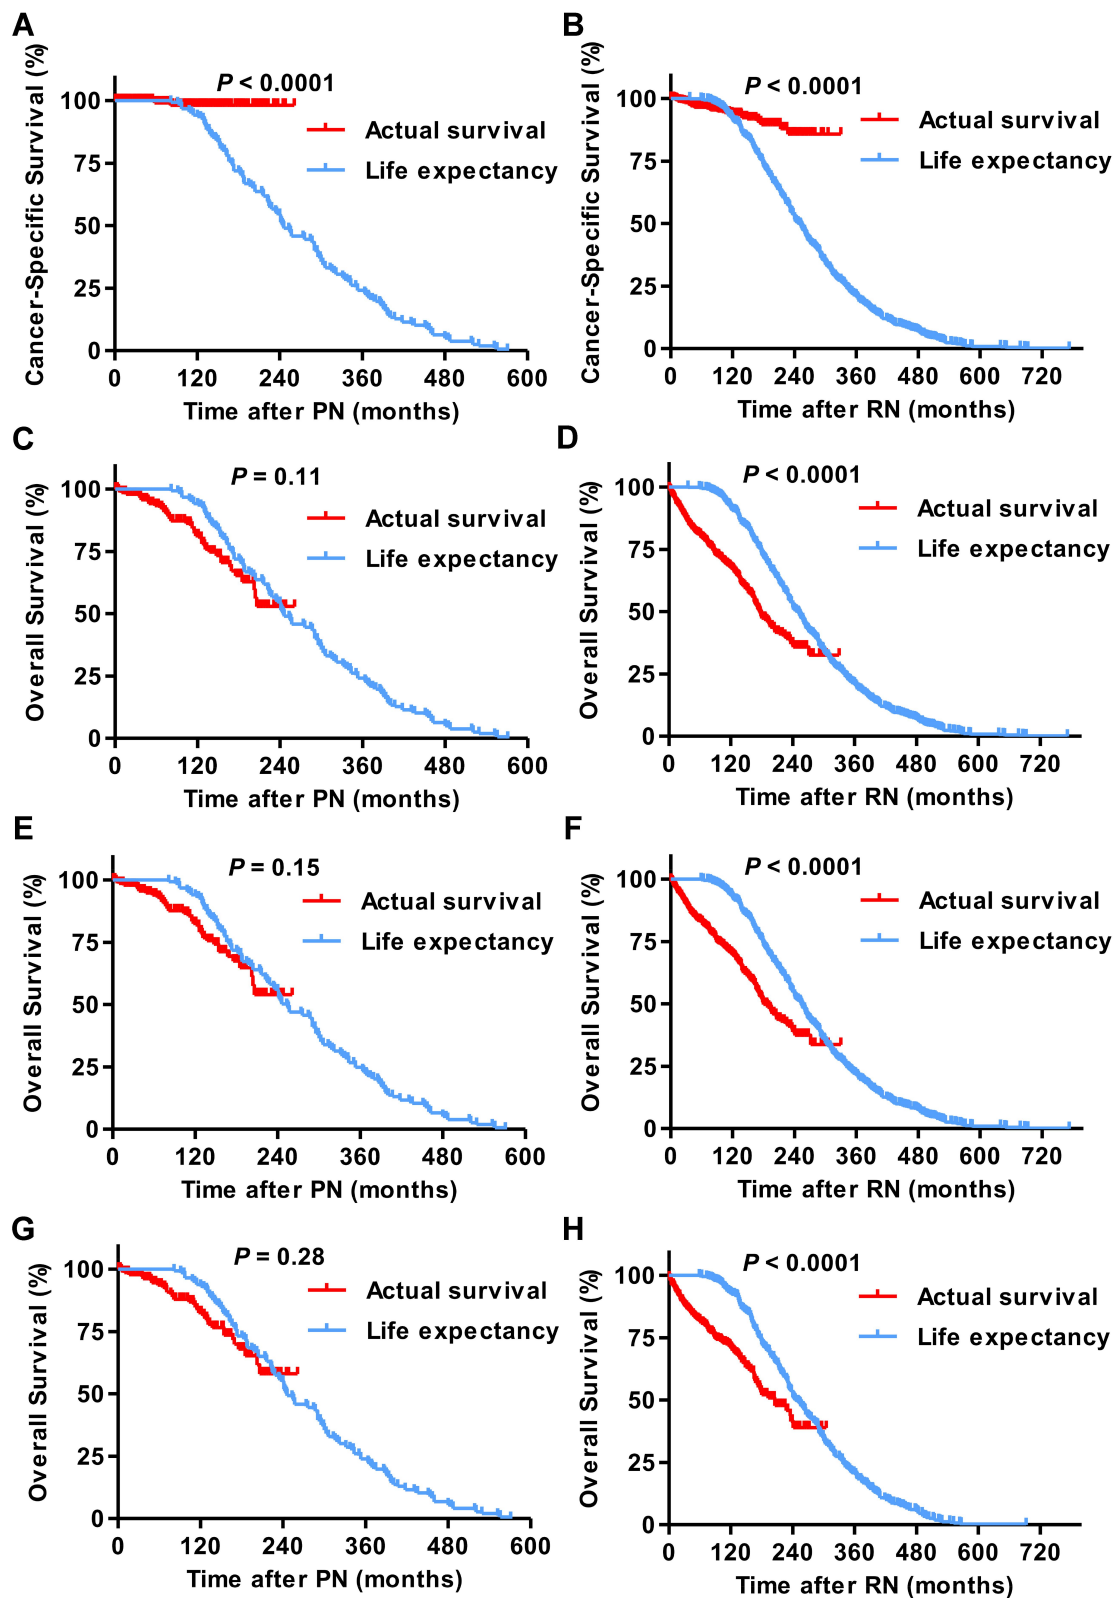 A
Cancer-Specific Survival (%)
P < 0.0001
100
75
50
25
0
Actual survival
Life expectancy
0 120 240 360 480 600
Time after PN (months)
B
Cancer-Specific Survival (%)
P < 0.0001
100
75
50
25
0
Actual survival
Life expectancy
0 120 240 360 480 600 720
Time after RN (months)
C
Overall Survival (%)
P = 0.11
100
75
50
25
0
Actual survival
Life expectancy
0 120 240 360 480 600
Time after PN (months)
D
Overall Survival (%)
P < 0.0001
100
75
50
25
0
Actual survival
Life expectancy
0 120 240 360 480 600 720
Time after RN (months)
E
Overall Survival (%)
P = 0.15
100
75
50
25
0
Actual survival
Life expectancy
0 120 240 360 480 600
Time after PN (months)
F
Overall Survival (%)
P < 0.0001
100
75
50
25
0
Actual survival
Life expectancy
0 120 240 360 480 600 720
Time after RN (months)
G
Overall Survival (%)
P = 0.28
100
75
50
25
0
Actual survival
Life expectancy
0 120 240 360 480 600
Time after PN (months)
H
Overall Survival (%)
P < 0.0001
100
75
50
25
0
Actual survival
Life expectancy
0 120 240 360 480 600 720
Time after RN (months)